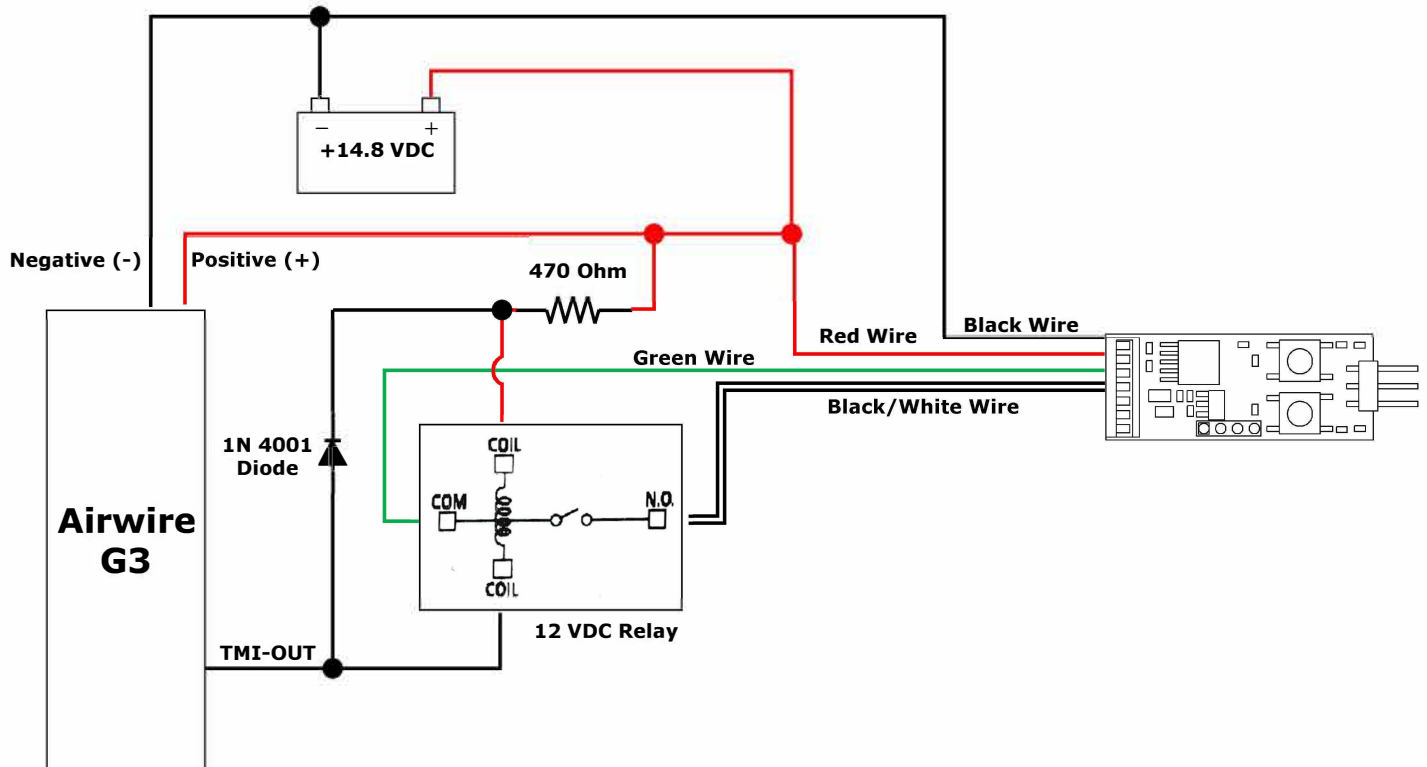 − +
+14.8 VDC
Negative (-)
Positive (+)
470 Ohm
Black Wire
Red Wire
Green Wire
Black/White Wire
1N 4001
Diode
COIL
COM
N.O.
COIL
Airwire
G3
12 VDC Relay
TMI-OUT